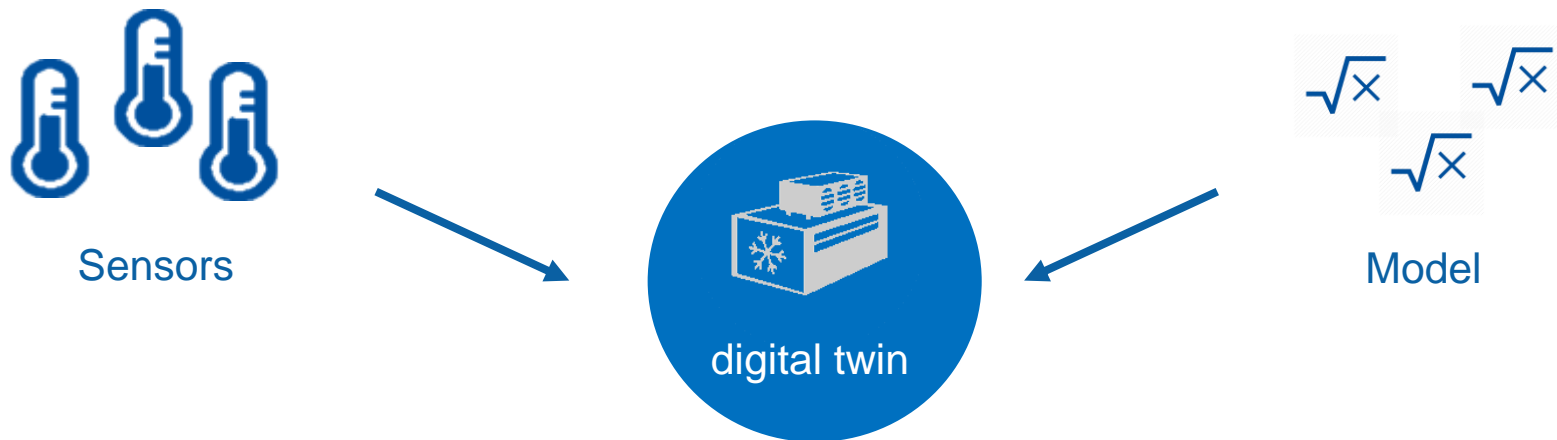 Sensors
digital twin
Model
√x
√x
√x